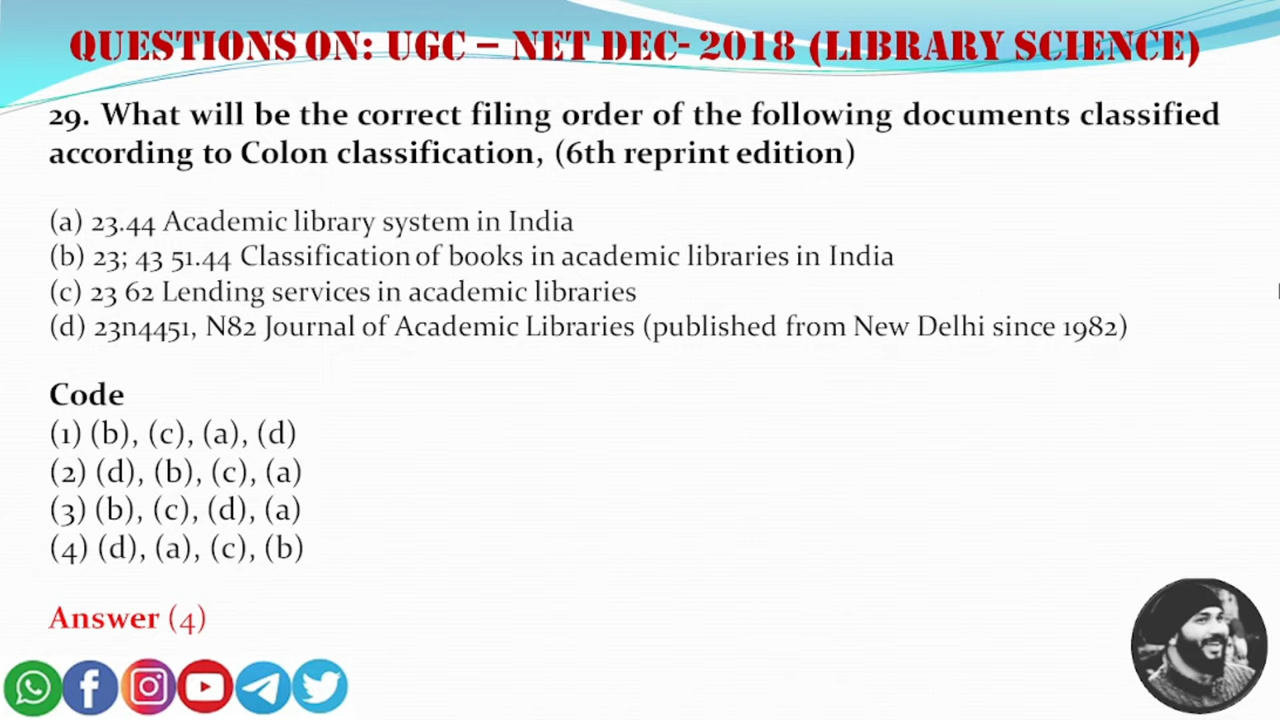 QUESTIONS ON: UGC – NET DEC- 2018 (LIBRARY SCIENCE)
29. What will be the correct filing order of the following documents classified
according to Colon classification, (6th reprint edition)
(a) 23.44 Academic library system in India
(b) 23; 43 51.44 Classification of books in academic libraries in India
(c) 23 62 Lending services in academic libraries
(d) 23n4451, N82 Journal of Academic Libraries (published from New Delhi since 1982)
Code
(1) (b), (c), (a), (d)
(2) (d), (b), (c), (a)
(3) (b), (c), (d), (a)
(4) (d), (a), (c), (b)
Answer (4)